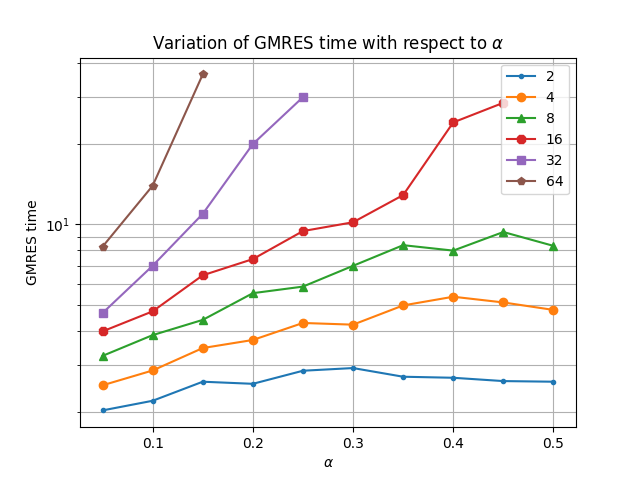 Variation of GMRES time with respect to α
GMRES time
10¹
2
4
8
16
32
64
0.1 0.2 0.3 0.4 0.5
α